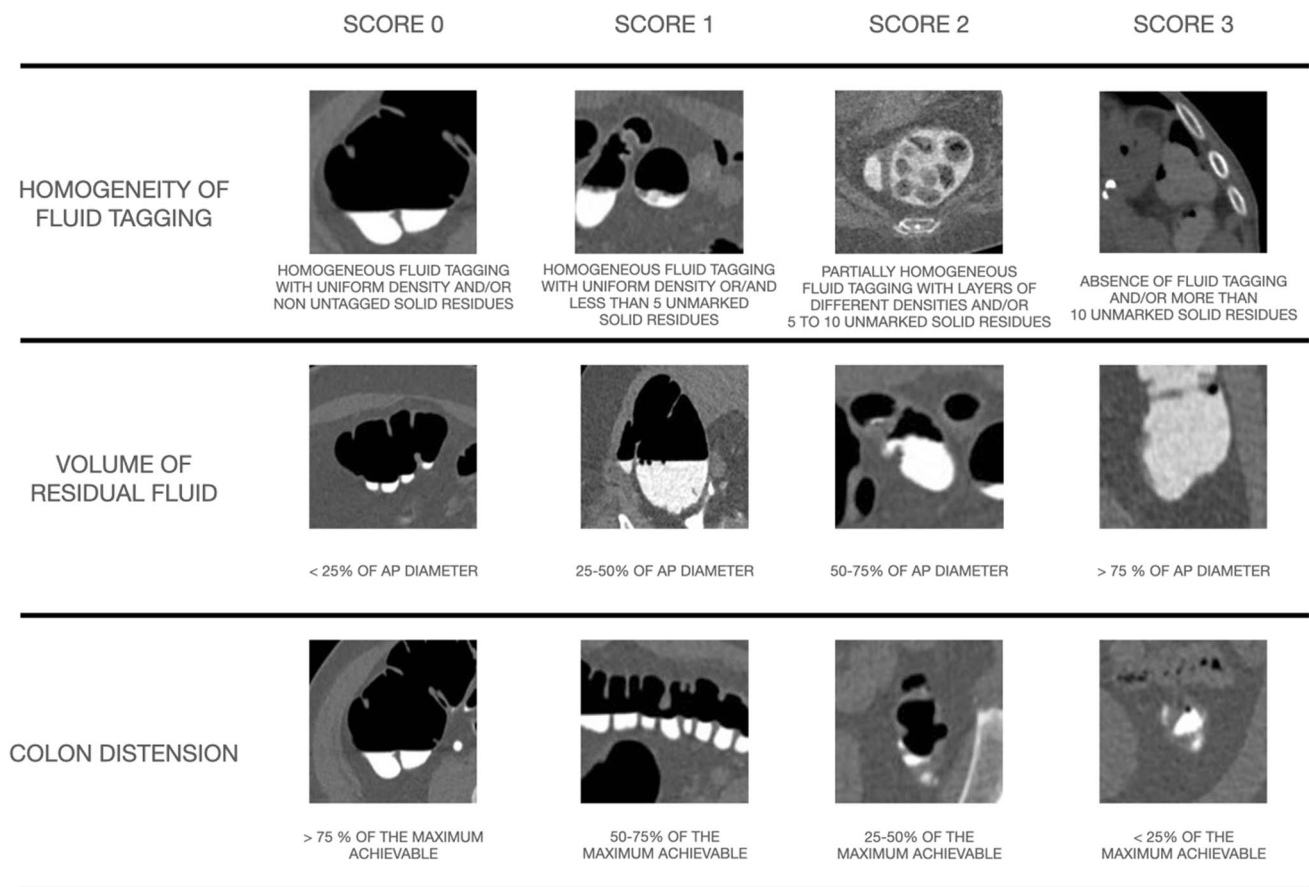 SCORE 0
SCORE 1
SCORE 2
SCORE 3
HOMOGENEITY OF
FLUID TAGGING
HOMOGENEOUS FLUID TAGGING
WITH UNIFORM DENSITY AND/OR
NON UNTAGGED SOLID RESIDUES
HOMOGENEOUS FLUID TAGGING
WITH UNIFORM DENSITY OR/AND
LESS THAN 5 UNMARKED
SOLID RESIDUES
PARTIALLY HOMOGENEOUS
FLUID TAGGING WITH LAYERS OF
DIFFERENT DENSITIES AND/OR
5 TO 10 UNMARKED SOLID RESIDUES
ABSENCE OF FLUID TAGGING
AND/OR MORE THAN
10 UNMARKED SOLID RESIDUES
VOLUME OF
RESIDUAL FLUID
< 25% OF AP DIAMETER
25-50% OF AP DIAMETER
50-75% OF AP DIAMETER
> 75 % OF AP DIAMETER
COLON DISTENSION
> 75 % OF THE MAXIMUM
ACHIEVABLE
50-75% OF THE
MAXIMUM ACHIEVABLE
25-50% OF THE
MAXIMUM ACHIEVABLE
< 25% OF THE
MAXIMUM ACHIEVABLE